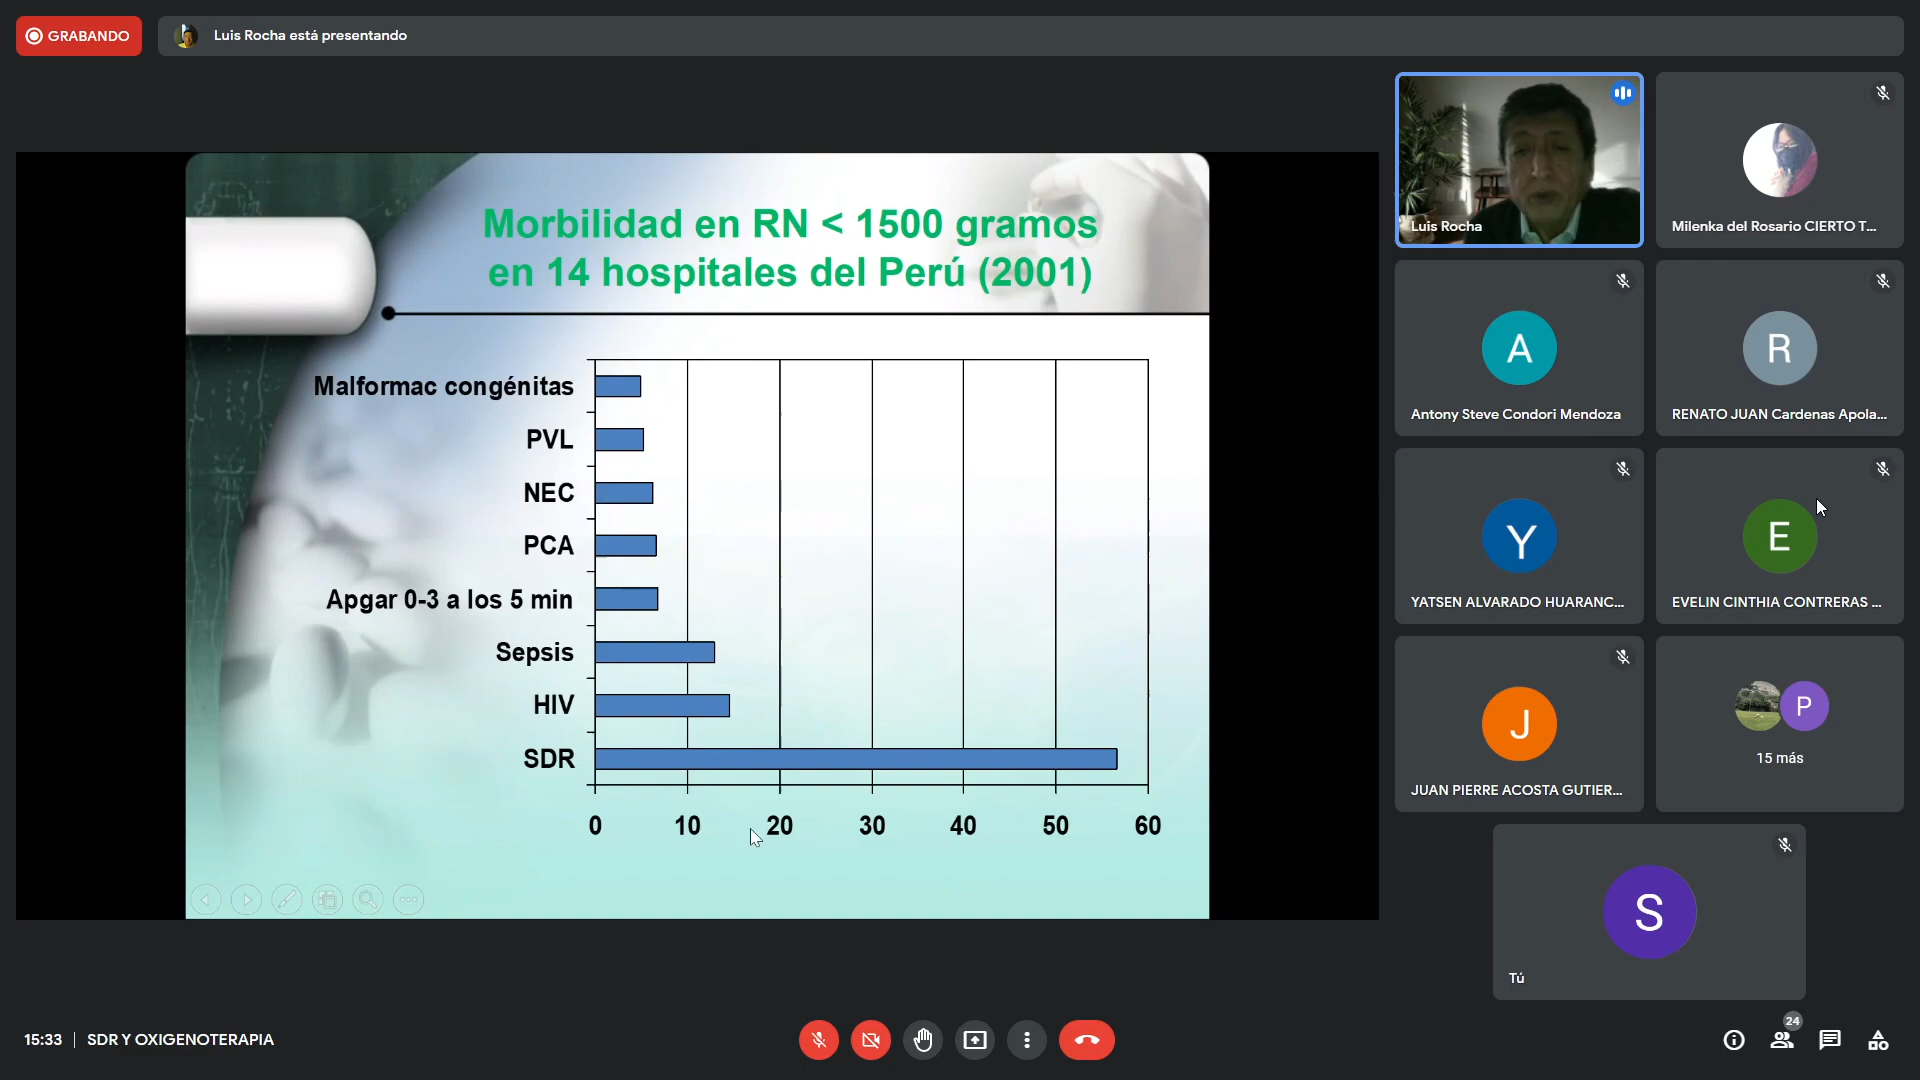 GRABANDO
Luis Rocha está presentando
Morbilidad en RN < 1500 gramos
en 14 hospitales del Perú (2001)
Malformac congénitas
PVL
NEC
PCA
Apgar 0-3 a los 5 min
Sepsis
HIV
SDR
0 10 20 30 40 50 60
Luis Rocha
Milenka del Rosario CIERTO T...
A
Antony Steve Condori Mendoza
R
RENATO JUAN Cardenas Apola...
Y
YATSEN ALVARADO HUARANC...
E
EVELIN CINTHIA CONTRERAS ...
J
JUAN PIERRE ACOSTA GUTIER...
P
15 más
S
Tú
15:33 | SDR Y OXIGENOTERAPIA
24